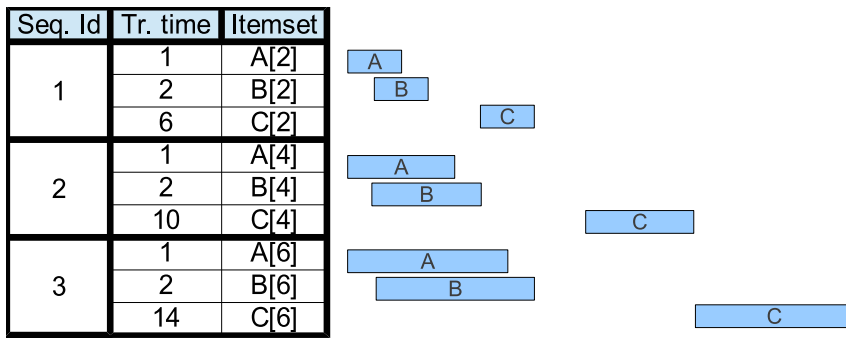 Seq. Id Tr. time Itemset
1 A[2] A
1 2 B[2] B
6 C[2] C
1 A[4] A
2 2 B[4] B
10 C[4] C
1 A[6] A
3 2 B[6] B
14 C[6] C